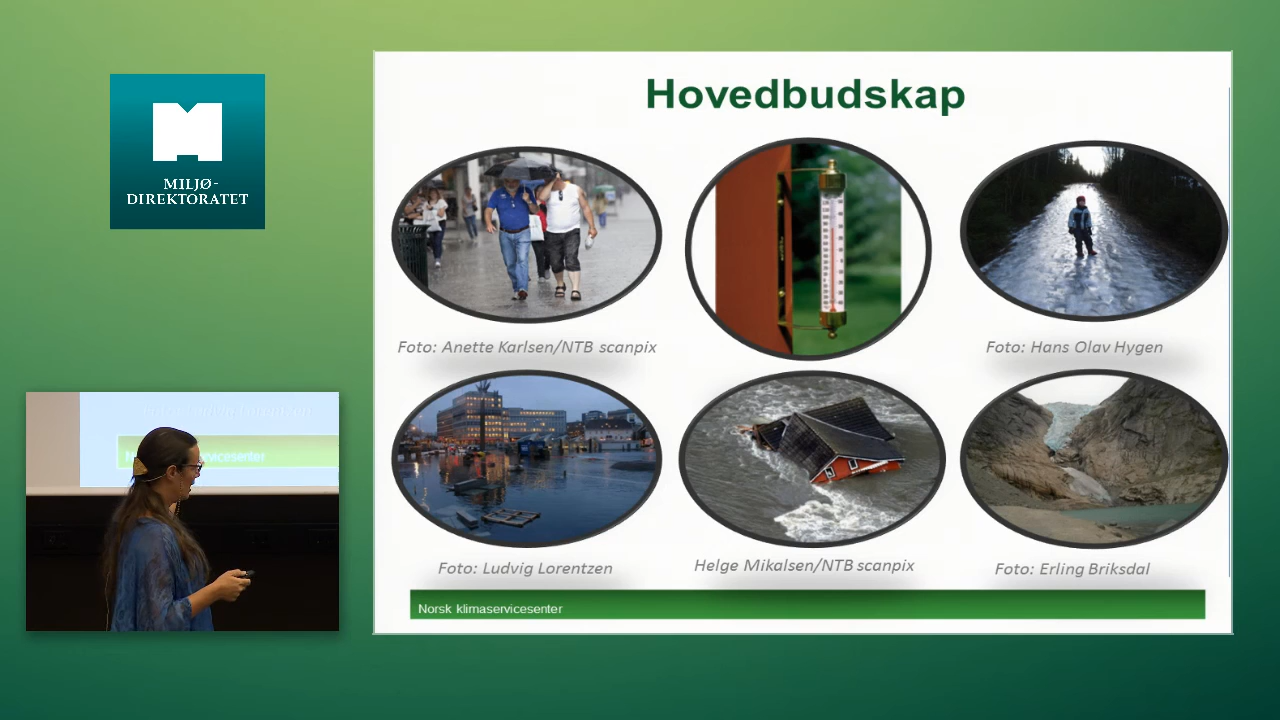 MILJØ-
DIREKTORATET
Hovedbudskap
Foto: Anette Karlsen/NTB scanpix
Foto: Hans Olav Hygen
Foto: Ludvig Lorentzen
Helge Mikalsen/NTB scanpix
Foto: Erling Briksdal
Norsk klimaservicesenter